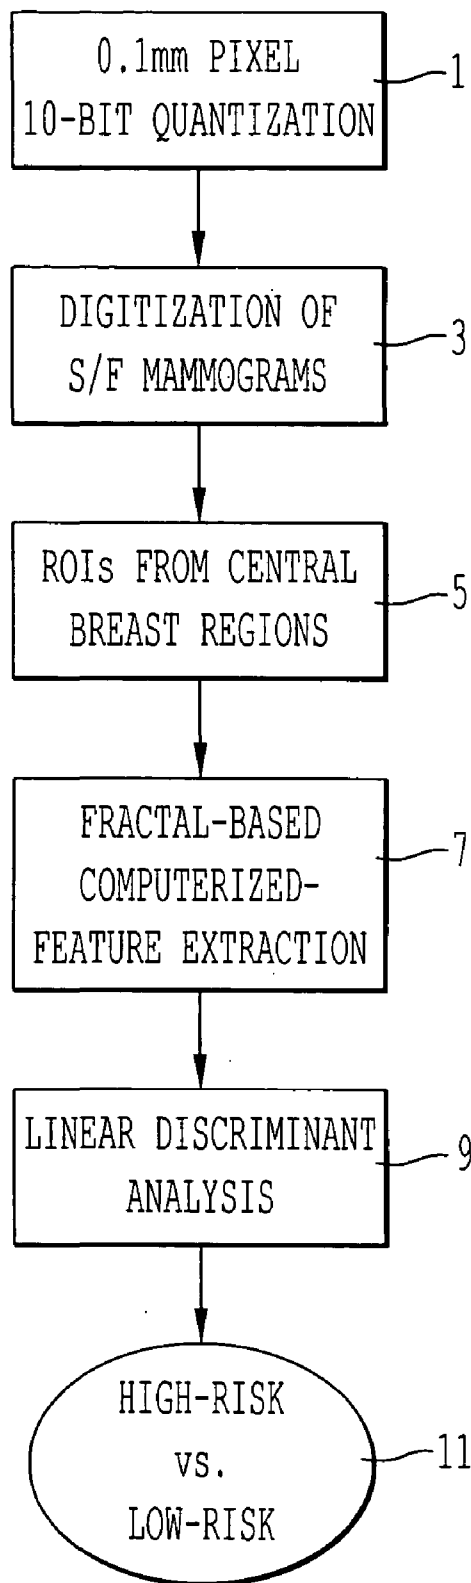 0.1mm PIXEL
10-BIT QUANTIZATION
1
DIGITIZATION OF
S/F MAMMOGRAMS
3
ROIs FROM CENTRAL
BREAST REGIONS
5
FRACTAL-BASED
COMPUTERIZED-
FEATURE EXTRACTION
7
LINEAR DISCRIMINANT
ANALYSIS
9
HIGH-RISK
vs.
LOW-RISK
11